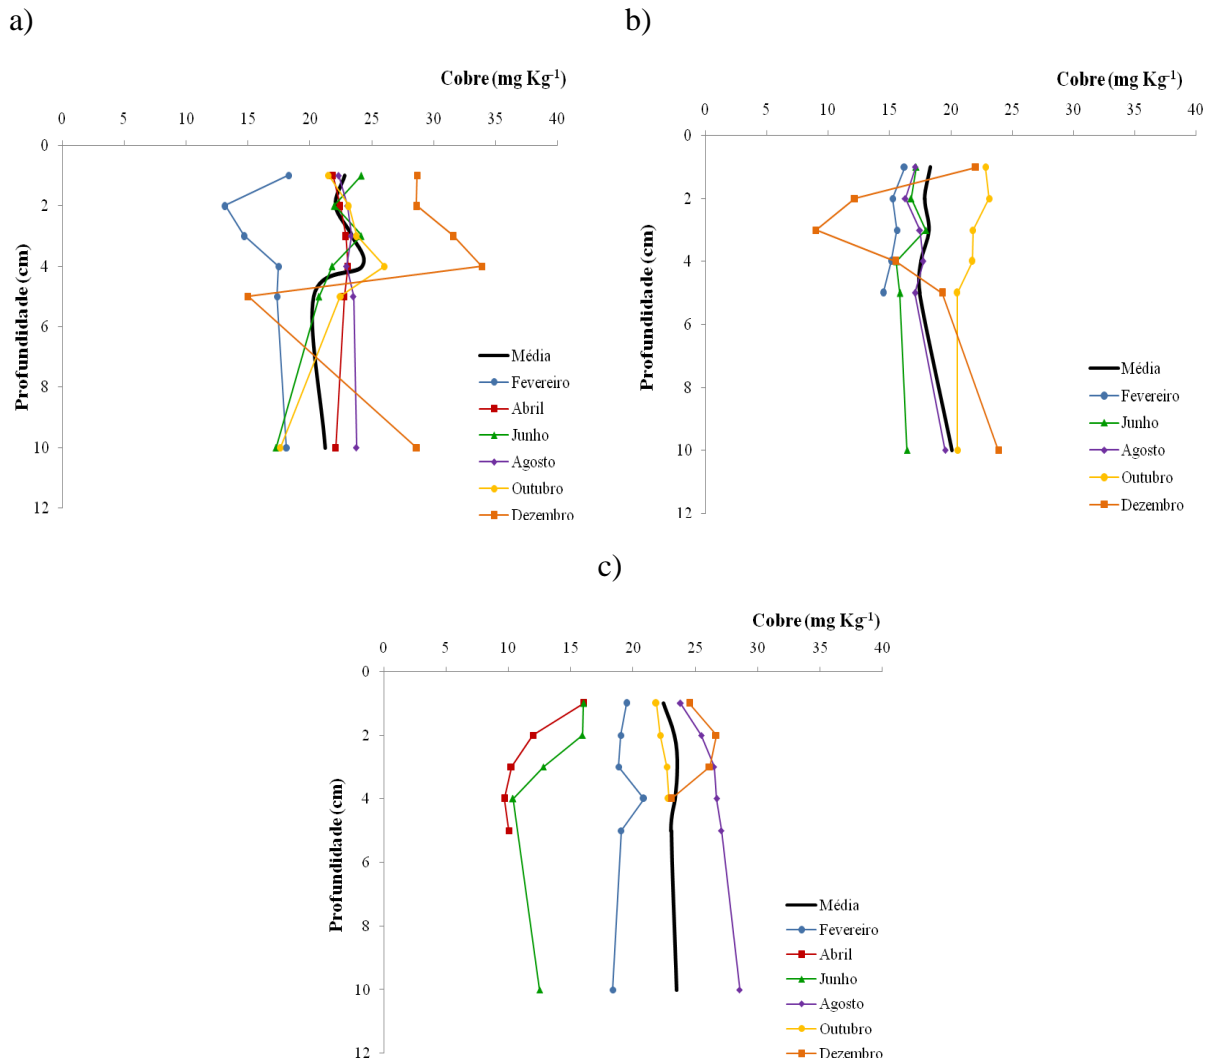 a)
Cobre (mg Kg-1)
0 5 10 15 20 25 30 35 40
0
2
4
6
8
10
12
Profundidade (cm)
Média
Fevereiro
Abril
Junho
Agosto
Outubro
Dezembro
b)
Cobre (mg Kg-1)
0 5 10 15 20 25 30 35 40
0
2
4
6
8
10
12
Profundidade (cm)
Média
Fevereiro
Junho
Agosto
Outubro
Dezembro
c)
Cobre (mg Kg-1)
0 5 10 15 20 25 30 35 40
0
2
4
6
8
10
12
Profundidade (cm)
Média
Fevereiro
Abril
Junho
Agosto
Outubro
Dezembro